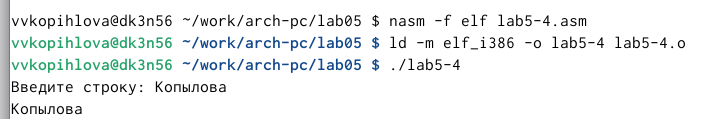 vvkopihlova@dk3n56 ~/work/arch-pc/lab05 $ nasm -f elf lab5-4.asm
vvkopihlova@dk3n56 ~/work/arch-pc/lab05 $ ld -m elf_i386 -o lab5-4 lab5-4.o
vvkopihlova@dk3n56 ~/work/arch-pc/lab05 $ ./lab5-4
Введите строку: Копылова
Копылова